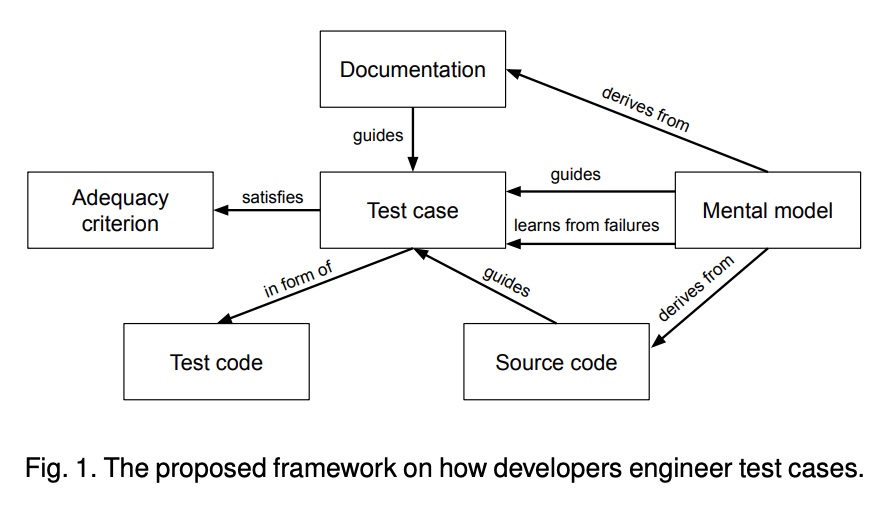 Documentation
derives from
guides
Adequacy
criterion
satisfies
Test case
guides
learns from failures
Mental model
in form of
guides
derives from
Test code
Source code
Fig. 1. The proposed framework on how developers engineer test cases.